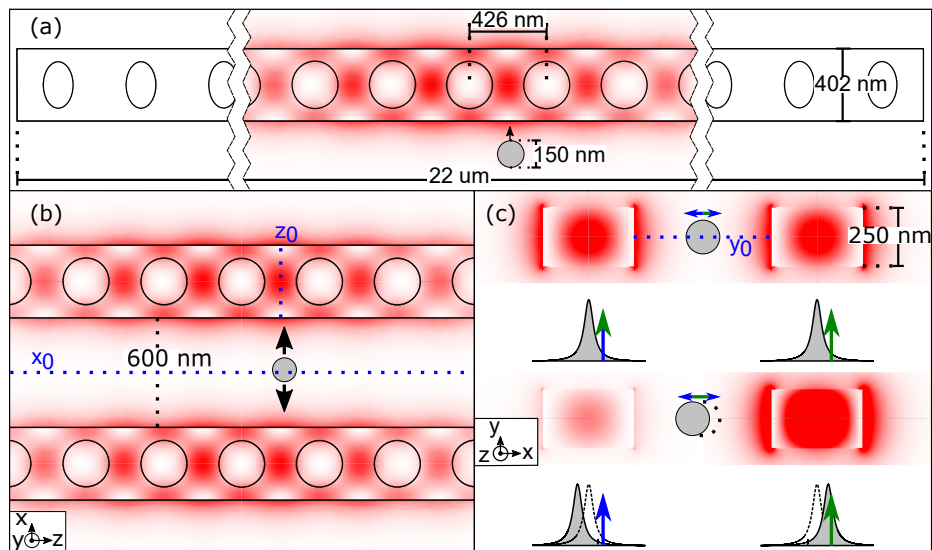 (a)
426 nm
402 nm
150 nm
22 um
(b)
z0
x0
600 nm
x
y
z
(c)
y0
250 nm
y
z
x